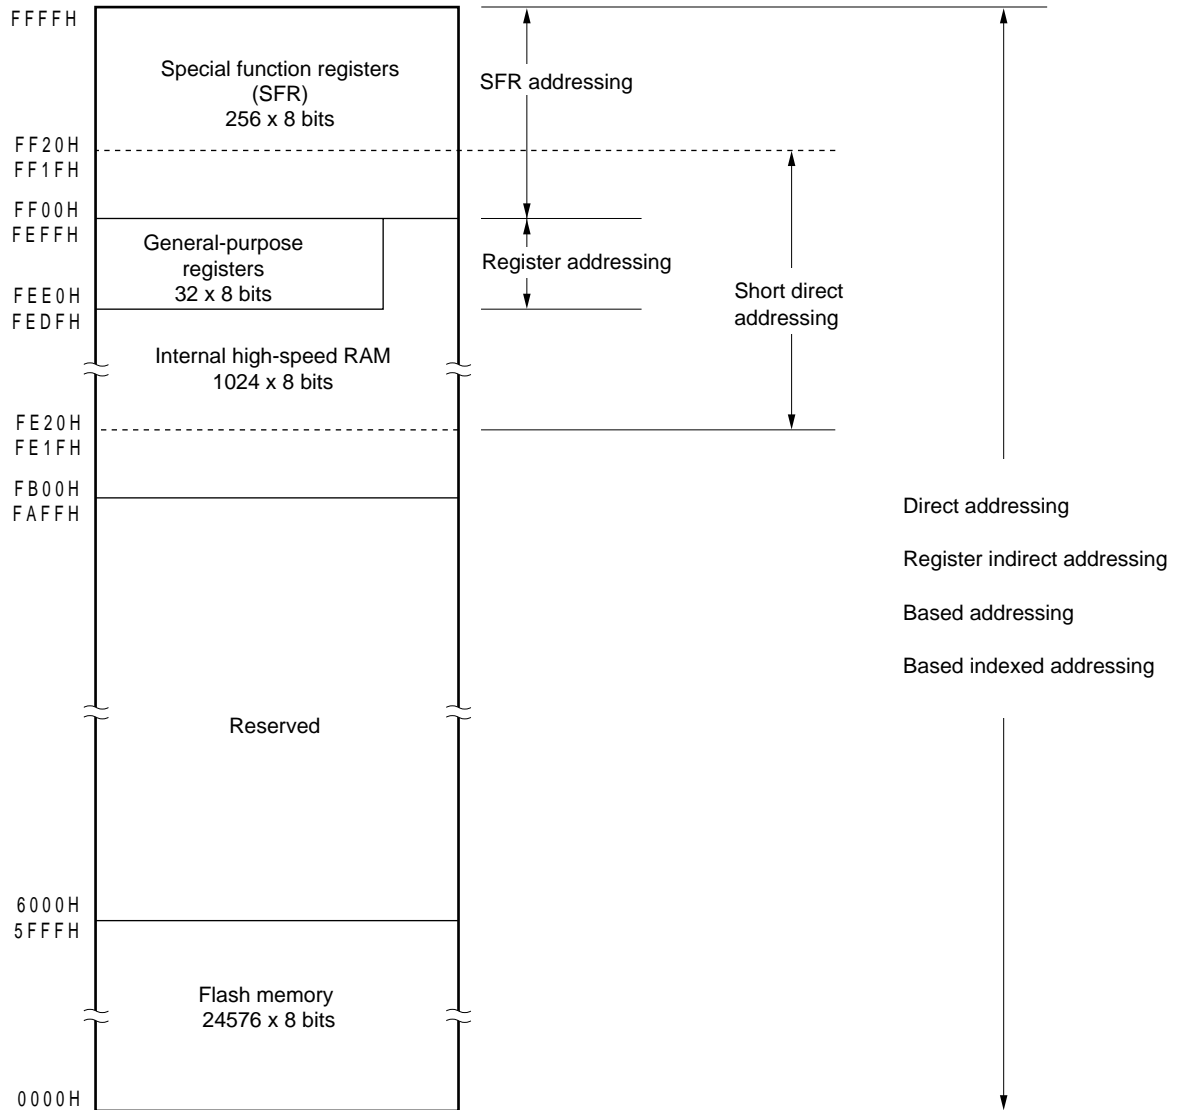 FFFFH
Special function registers
(SFR)
256 x 8 bits
SFR addressing
FF20H
FF1FH
FF00H
FEFFH
General-purpose
registers
32 x 8 bits
Register addressing
Short direct
addressing
FEE0H
FEDFH
Internal high-speed RAM
1024 x 8 bits
FE20H
FE1FH
FB00H
FAFFH
Direct addressing
Register indirect addressing
Based addressing
Based indexed addressing
Reserved
6000H
5FFFH
Flash memory
24576 x 8 bits
0000H